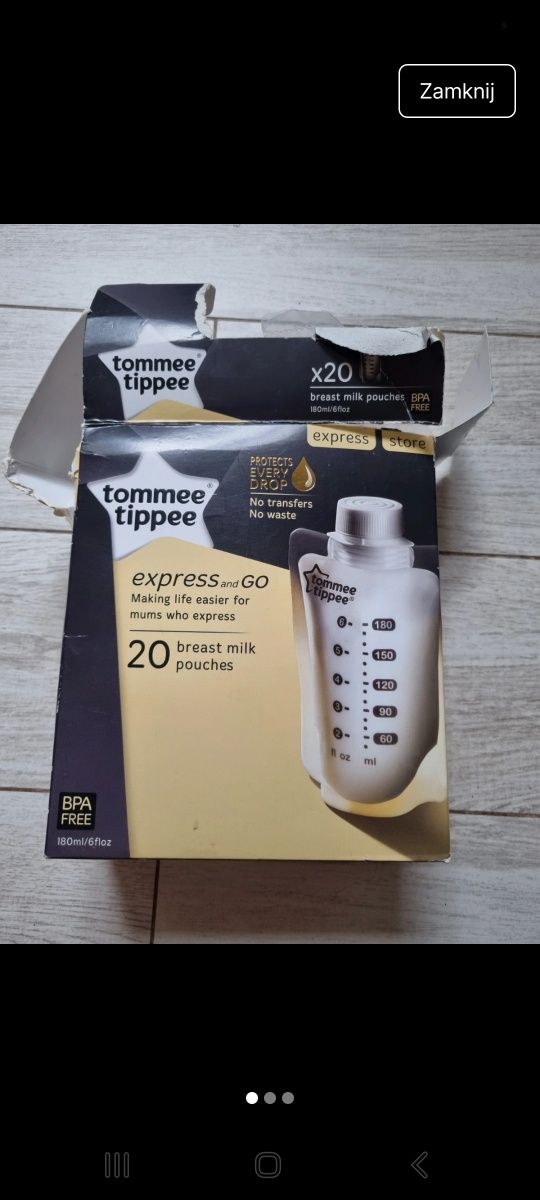 Zamknij
tommee®
tippee
x20
breast milk pouches
180ml/6floz
BPA
FREE
express
store
tommee®
tippee
PROTECTS
EVERY
DROP
No transfers
No waste
express and GO
Making life easier for
mums who express
20 breast milk
pouches
tommee
tippee®
6 180
5 150
4 120
3 90
2 60
fl oz ml
BPA
FREE
180ml/6floz